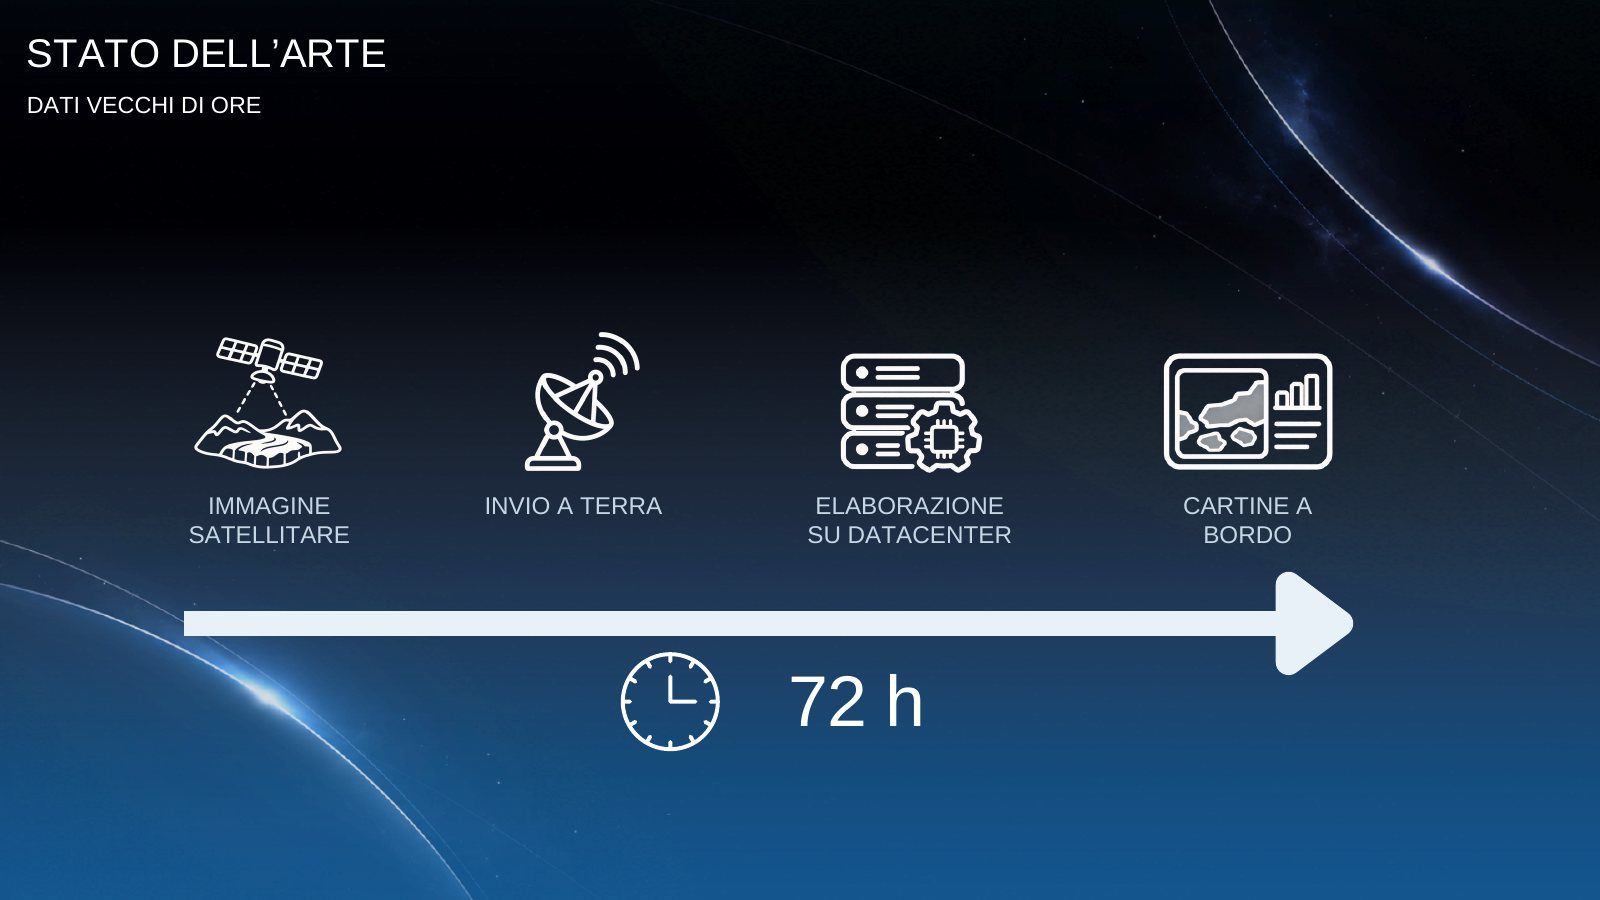 STATO DELL’ARTE
DATI VECCHI DI ORE
IMMAGINE
SATELLITARE
INVIO A TERRA
ELABORAZIONE
SU DATACENTER
CARTINE A
BORDO
72 h